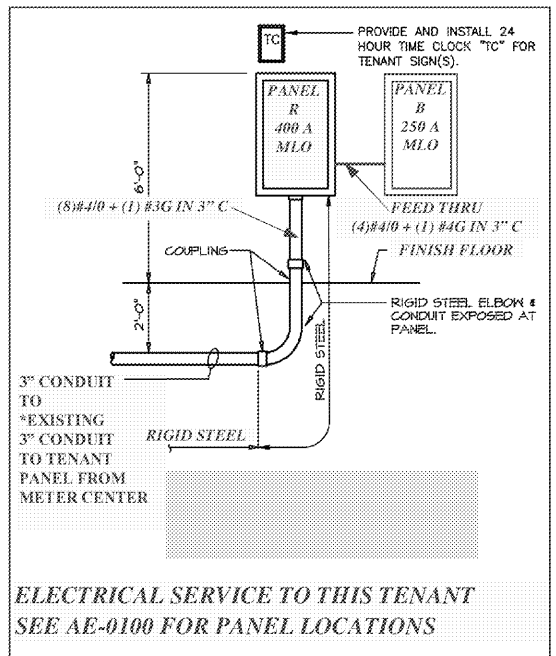 TC
PROVIDE AND INSTALL 24
HOUR TIME CLOCK "TC" FOR
TENANT SIGN(S).
PANEL
R
400 A
MLO
PANEL
B
250 A
MLO
6'-0"
(8)#4/0 + (1) #3G IN 3" C
FEED THRU
(4)#4/0 + (1) #4G IN 3" C
COUPLING
FINISH FLOOR
2'-0"
RIGID STEEL ELBOW &
CONDUIT EXPOSED AT
PANEL.
RIGID STEEL
3" CONDUIT
TO
*EXISTING
3" CONDUIT
TO TENANT
PANEL FROM
METER CENTER
RIGID STEEL
ELECTRICAL SERVICE TO THIS TENANT
SEE AE-0100 FOR PANEL LOCATIONS